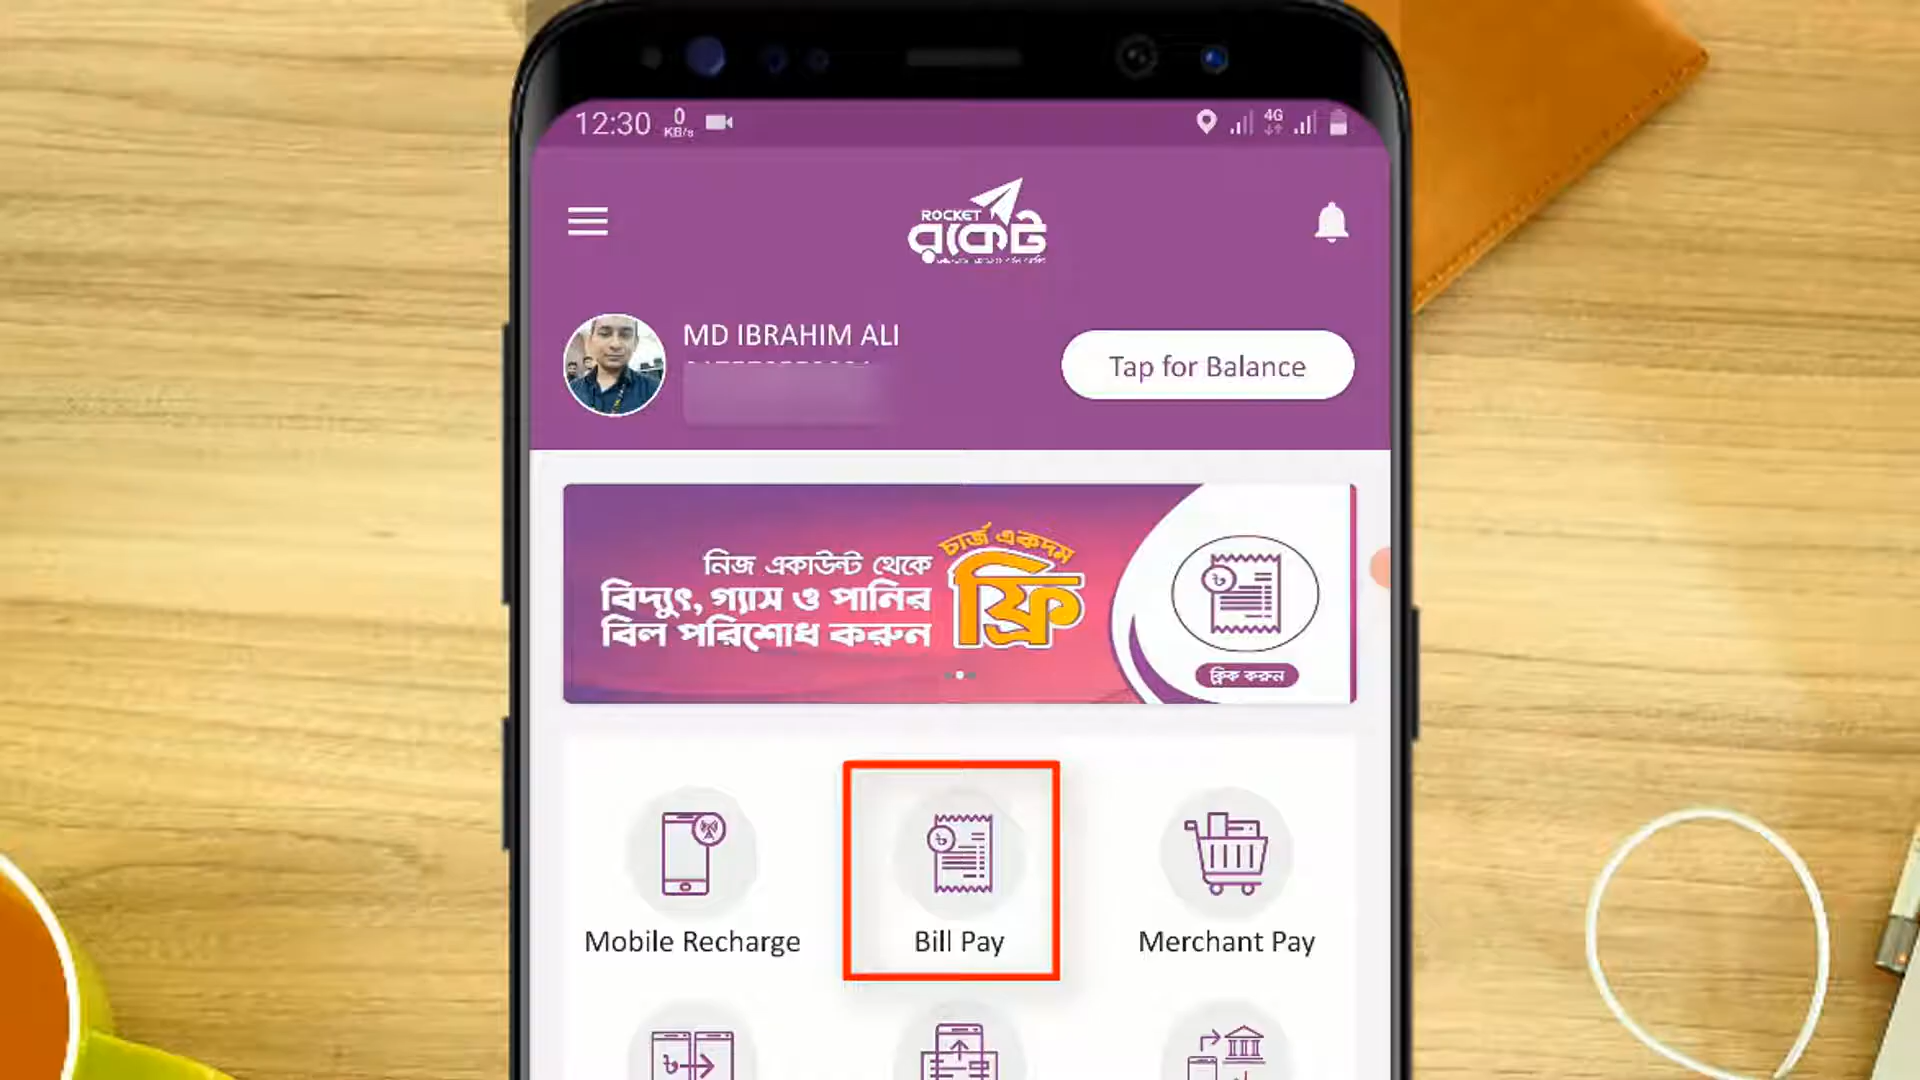 12:30
0
KB/s
4G
ROCKET
রকেট
MD IBRAHIM ALI
Tap for Balance
নিজ একাউন্ট থেকে
বিদ্যুৎ, গ্যাস ও পানির
বিল পরিশোধ করুন
চার্জ একদম
ফ্রি
ক্লিক করুন
Mobile Recharge
Bill Pay
Merchant Pay